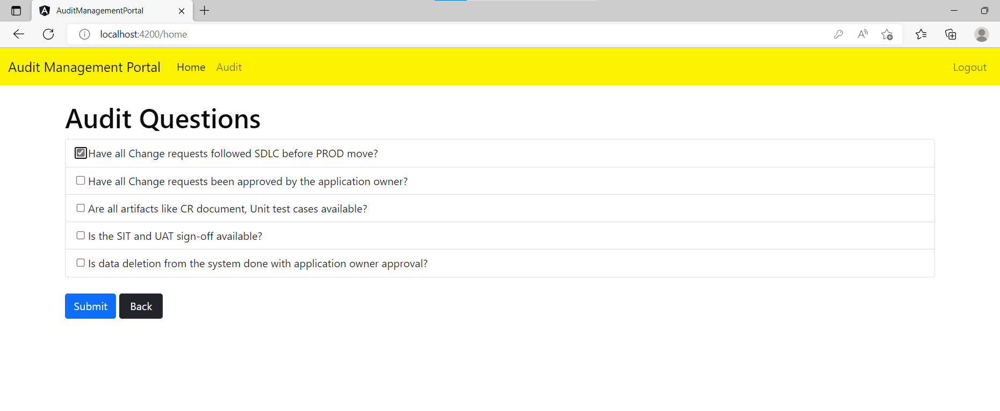 AuditManagementPortal
localhost:4200/home
Audit Management Portal Home Audit Logout
Audit Questions
Have all Change requests followed SDLC before PROD move?
Have all Change requests been approved by the application owner?
Are all artifacts like CR document, Unit test cases available?
Is the SIT and UAT sign-off available?
Is data deletion from the system done with application owner approval?
Submit Back